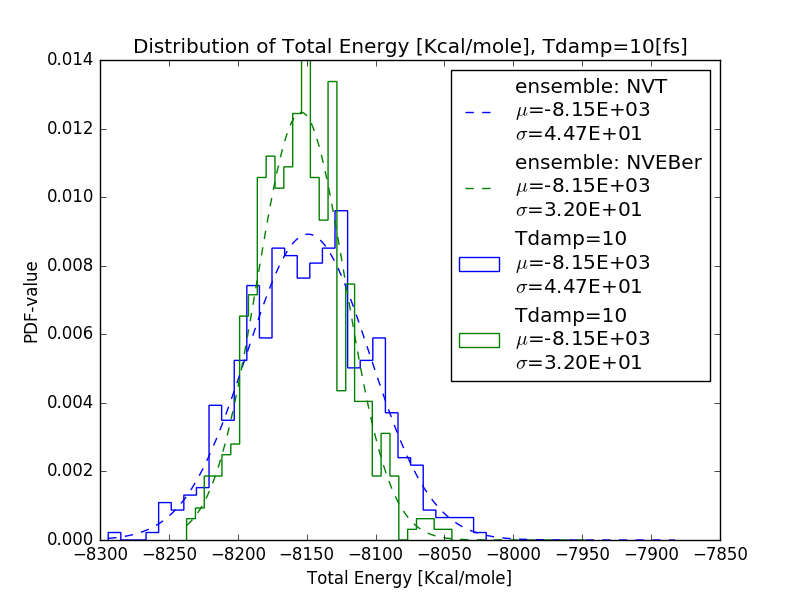 Distribution of Total Energy [Kcal/mole], Tdamp=10[fs]
0.014
0.012
0.010
0.008
0.006
0.004
0.002
0.000
PDF-value
ensemble: NVT
μ=-8.15E+03
σ=4.47E+01
ensemble: NVEBer
μ=-8.15E+03
σ=3.20E+01
Tdamp=10
μ=-8.15E+03
σ=4.47E+01
Tdamp=10
μ=-8.15E+03
σ=3.20E+01
−8300 −8250 −8200 −8150 −8100 −8050 −8000 −7950 −7900 −7850
Total Energy [Kcal/mole]